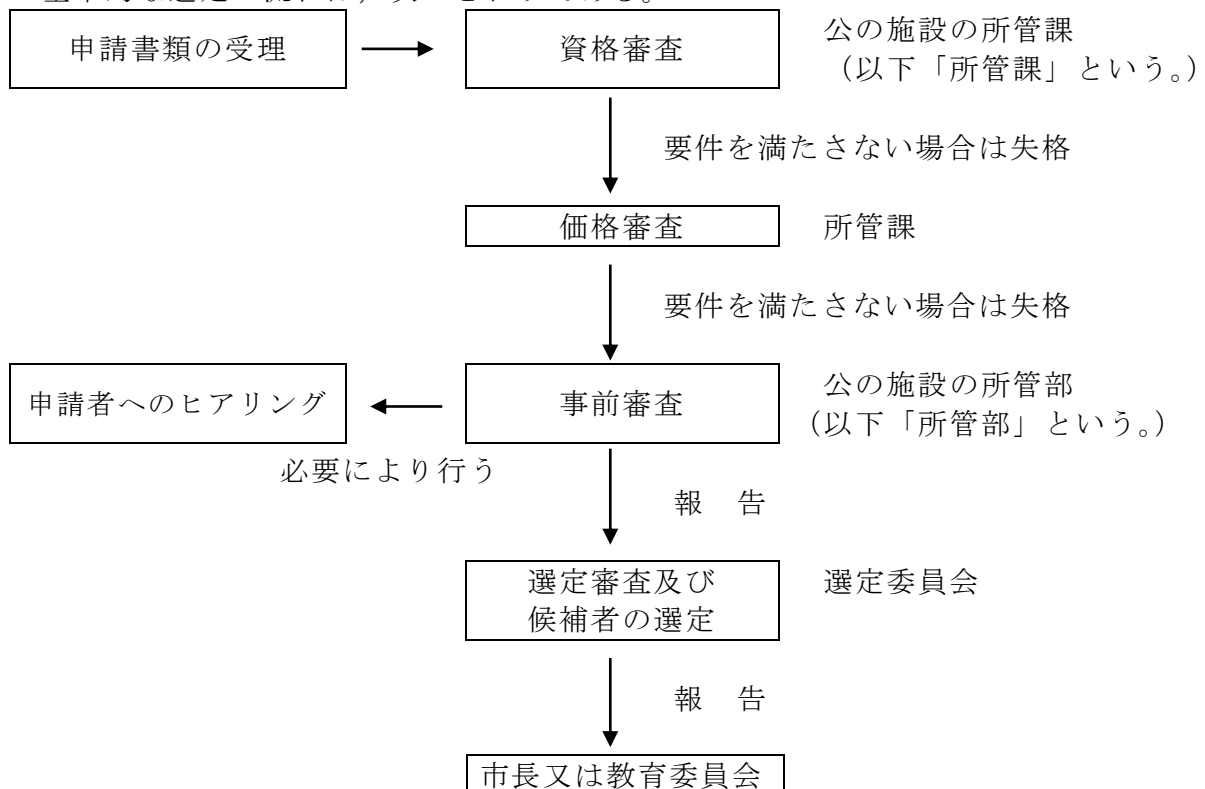 基本的な選定の流れは，次のとおりである。
申請書類の受理
資格審査
公の施設の所管課
（以下「所管課」という。）
要件を満たさない場合は失格
価格審査
所管課
要件を満たさない場合は失格
申請者へのヒアリング
事前審査
公の施設の所管部
（以下「所管部」という。）
必要により行う
報　告
選定審査及び
候補者の選定
選定委員会
報　告
市長又は教育委員会